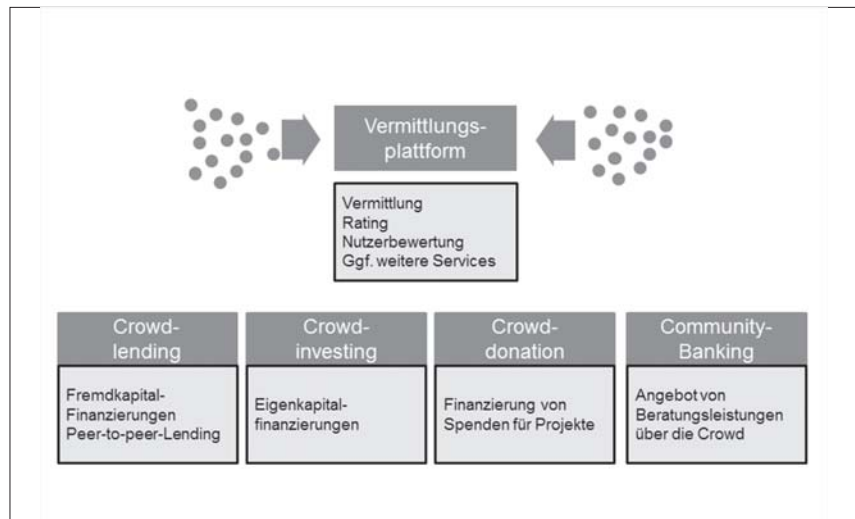 Vermittlungs-
plattform
Vermittlung
Rating
Nutzerbewertung
Ggf. weitere Services
Crowd-
lending
Fremdkapital-
Finanzierungen
Peer-to-peer-Lending
Crowd-
investing
Eigenkapital-
finanzierungen
Crowd-
donation
Finanzierung von
Spenden für Projekte
Community-
Banking
Angebot von
Beratungsleistungen
über die Crowd